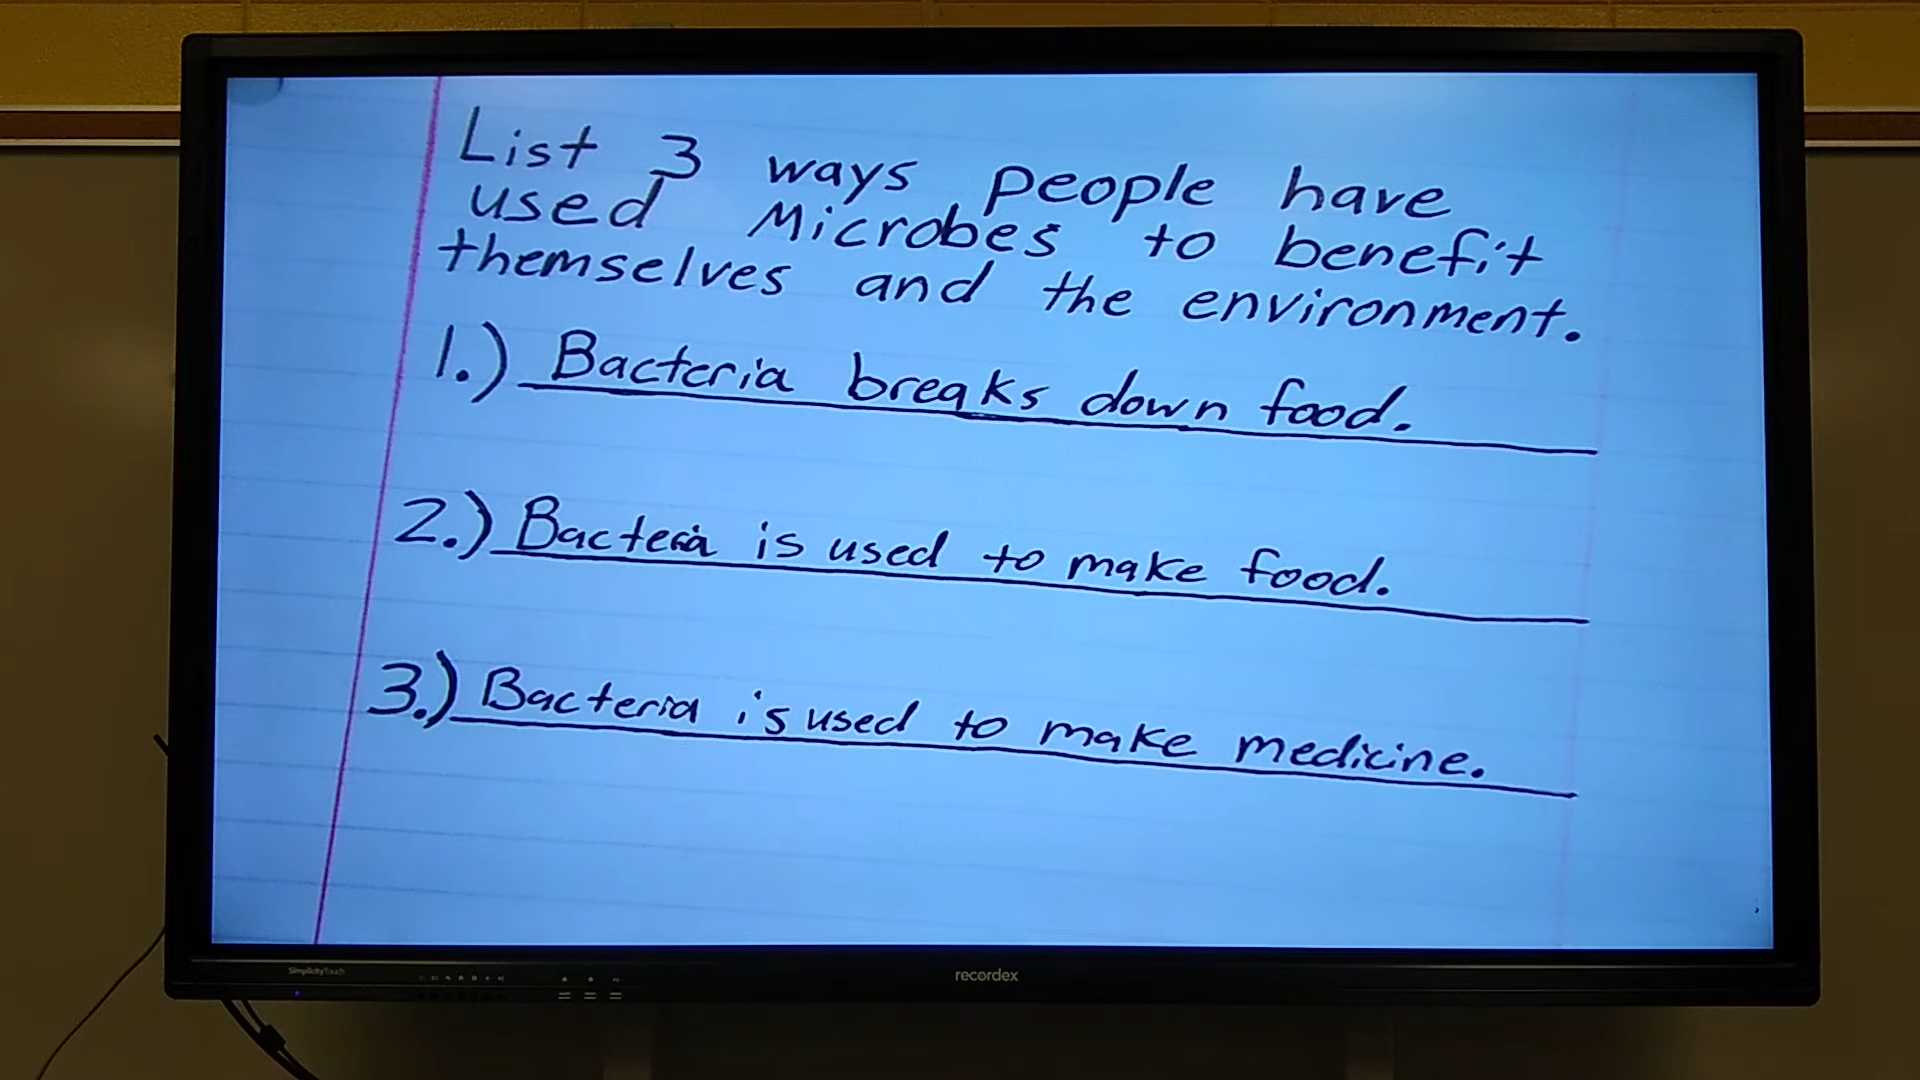 List 3 ways people have
used Microbes to benefit
themselves and the environment.
1.) Bacteria breaks down food.
2.) Bacteria is used to make food.
3.) Bacteria is used to make medicine.
SimplicityTouch
recordex